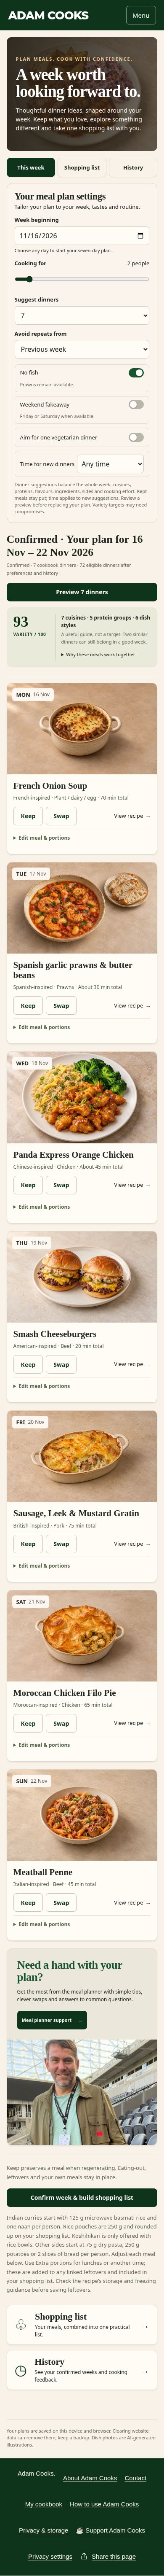 ADAM COOKS
Menu
PLAN MEALS. COOK WITH CONFIDENCE.
A week worth
looking forward to.
Thoughtful dinner ideas, shaped around your
week. Keep what you love, explore something
different and take one shopping list with you.
This week
Shopping list
History
Your meal plan settings
Tailor your plan to your week, tastes and routine.
Week beginning
11/16/2026
Choose any day to start your seven-day plan.
Cooking for
2 people
Suggest dinners
7
Avoid repeats from
Previous week
No fish
Prawns remain available.
Weekend fakeaway
Friday or Saturday when available.
Aim for one vegetarian dinner
Time for new dinners
Any time
Dinner suggestions balance the whole week: cuisines,
proteins, flavours, ingredients, sides and cooking effort. Kept
meals may stay put; time applies to new suggestions. Review a
preview before replacing your plan. Variety targets may need
compromises.
Confirmed · Your plan for 16
Nov – 22 Nov 2026
Confirmed · 7 cookbook dinners · 72 eligible dinners after
preferences and history
Preview 7 dinners
93
VARIETY / 100
7 cuisines · 5 protein groups · 6 dish
styles
A useful guide, not a target. Two similar
dinners can still belong in a good week.
▸ Why these meals work together
MON 16 Nov
French Onion Soup
French-inspired · Plant / dairy / egg · 70 min total
Keep
Swap
View recipe →
▸ Edit meal & portions
TUE 17 Nov
Spanish garlic prawns & butter
beans
Spanish-inspired · Prawns · About 30 min total
Keep
Swap
View recipe →
▸ Edit meal & portions
WED 18 Nov
Panda Express Orange Chicken
Chinese-inspired · Chicken · About 45 min total
Keep
Swap
View recipe →
▸ Edit meal & portions
THU 19 Nov
Smash Cheeseburgers
American-inspired · Beef · 20 min total
Keep
Swap
View recipe →
▸ Edit meal & portions
FRI 20 Nov
Sausage, Leek & Mustard Gratin
British-inspired · Pork · 75 min total
Keep
Swap
View recipe →
▸ Edit meal & portions
SAT 21 Nov
Moroccan Chicken Filo Pie
Moroccan-inspired · Chicken · 65 min total
Keep
Swap
View recipe →
▸ Edit meal & portions
SUN 22 Nov
Meatball Penne
Italian-inspired · Beef · 45 min total
Keep
Swap
View recipe →
▸ Edit meal & portions
Need a hand with your
plan?
Get the most from the meal planner with simple tips,
clever swaps and answers to common questions.
Meal planner support →
Keep preserves a meal when regenerating. Eating-out,
leftovers and your own meals stay in place.
Confirm week & build shopping list
Indian curries start with 125 g microwave basmati rice and
one naan per diner. Rice pouches are 250 g and rounded
up on your shopping list. Koshihikari is saved for other
rice bowls. Other sides start at 75 g dry pasta, 250 g
potatoes or 2 slices of bread per person. Adjust each meal
below. Use Extra portions for lunches or another time;
these are added to any linked leftovers and included in
your shopping list. Check the recipe's storage and freezing
guidance before saving leftovers.
Shopping list
Your meals, combined into one practical
list.
→
History
See your confirmed weeks and cooking
feedback.
→
Your plans are saved on this device and browser. Clearing website
data can remove them; keep a backup. Dish photos are AI-generated
illustrations.
Adam Cooks.
About Adam Cooks
Contact
My cookbook
How to use Adam Cooks
Privacy & storage
☕ Support Adam Cooks
Privacy settings
Share this page